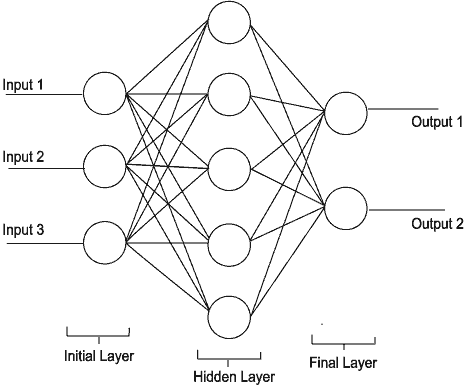 Input 1
Output 1
Input 2
Output 2
Input 3
Initial Layer
Hidden Layer
Final Layer